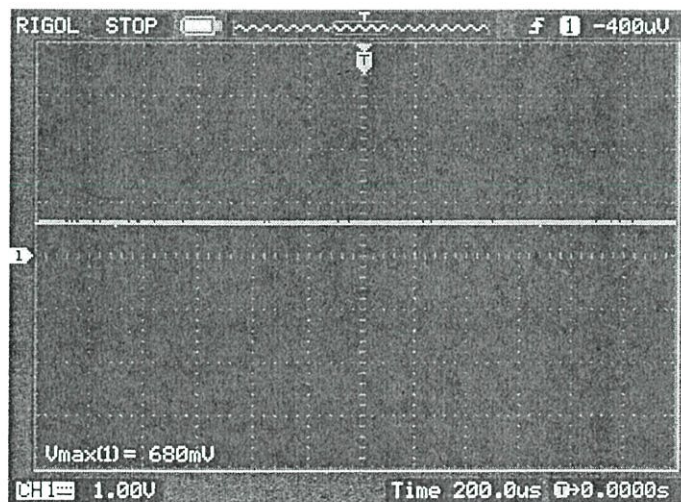 RIGOL STOP T 1 -400uV
T
1
Vmax(1)= 680mV
CH1 1.00V Time 200.0us T→0.0000s